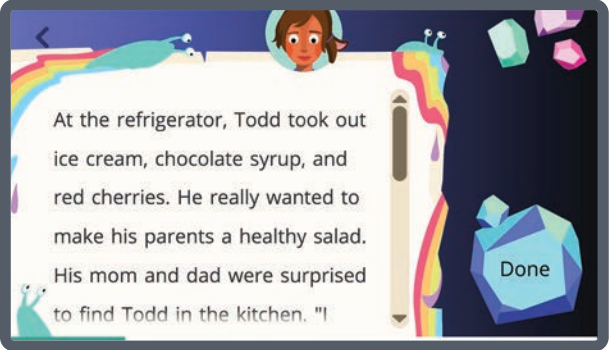 At the refrigerator, Todd took out
ice cream, chocolate syrup, and
red cherries. He really wanted to
make his parents a healthy salad.
His mom and dad were surprised
to find Todd in the kitchen. "I
Done